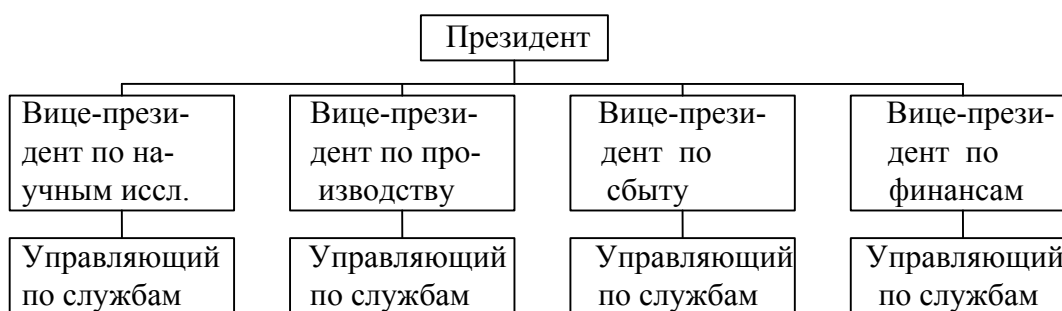 Президент
Вице-прези-
дент по на-
учным иссл.
Вице-прези-
дент по про-
изводству
Вице-прези-
дент по
сбыту
Вице-прези-
дент по
финансам
Управляющий
по службам
Управляющий
по службам
Управляющий
по службам
Управляющий
по службам